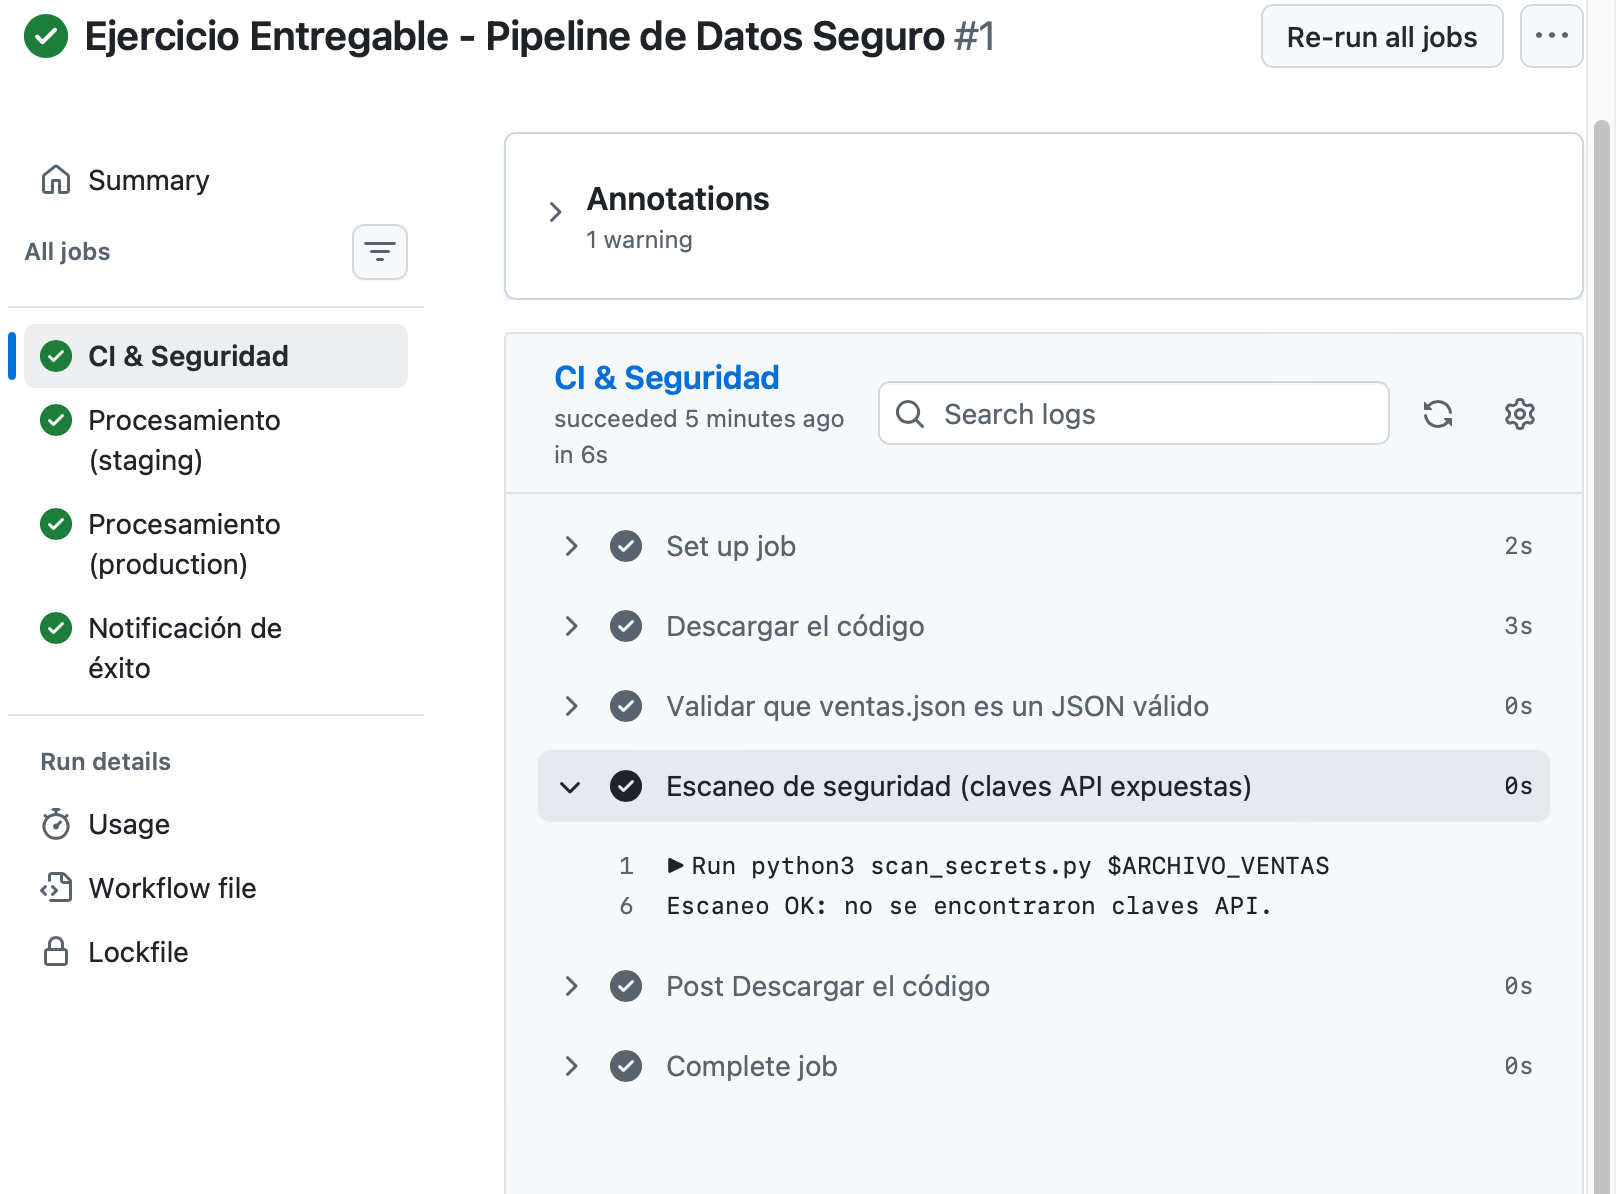 Ejercicio Entregable - Pipeline de Datos Seguro #1
Re-run all jobs
Summary
All jobs
CI & Seguridad
Procesamiento
(staging)
Procesamiento
(production)
Notificación de
éxito
Run details
Usage
Workflow file
Lockfile
Annotations
1 warning
CI & Seguridad
succeeded 5 minutes ago
in 6s
Search logs
Set up job 2s
Descargar el código 3s
Validar que ventas.json es un JSON válido 0s
Escaneo de seguridad (claves API expuestas) 0s
1 ▶Run python3 scan_secrets.py $ARCHIVO_VENTAS
6 Escaneo OK: no se encontraron claves API.
Post Descargar el código 0s
Complete job 0s